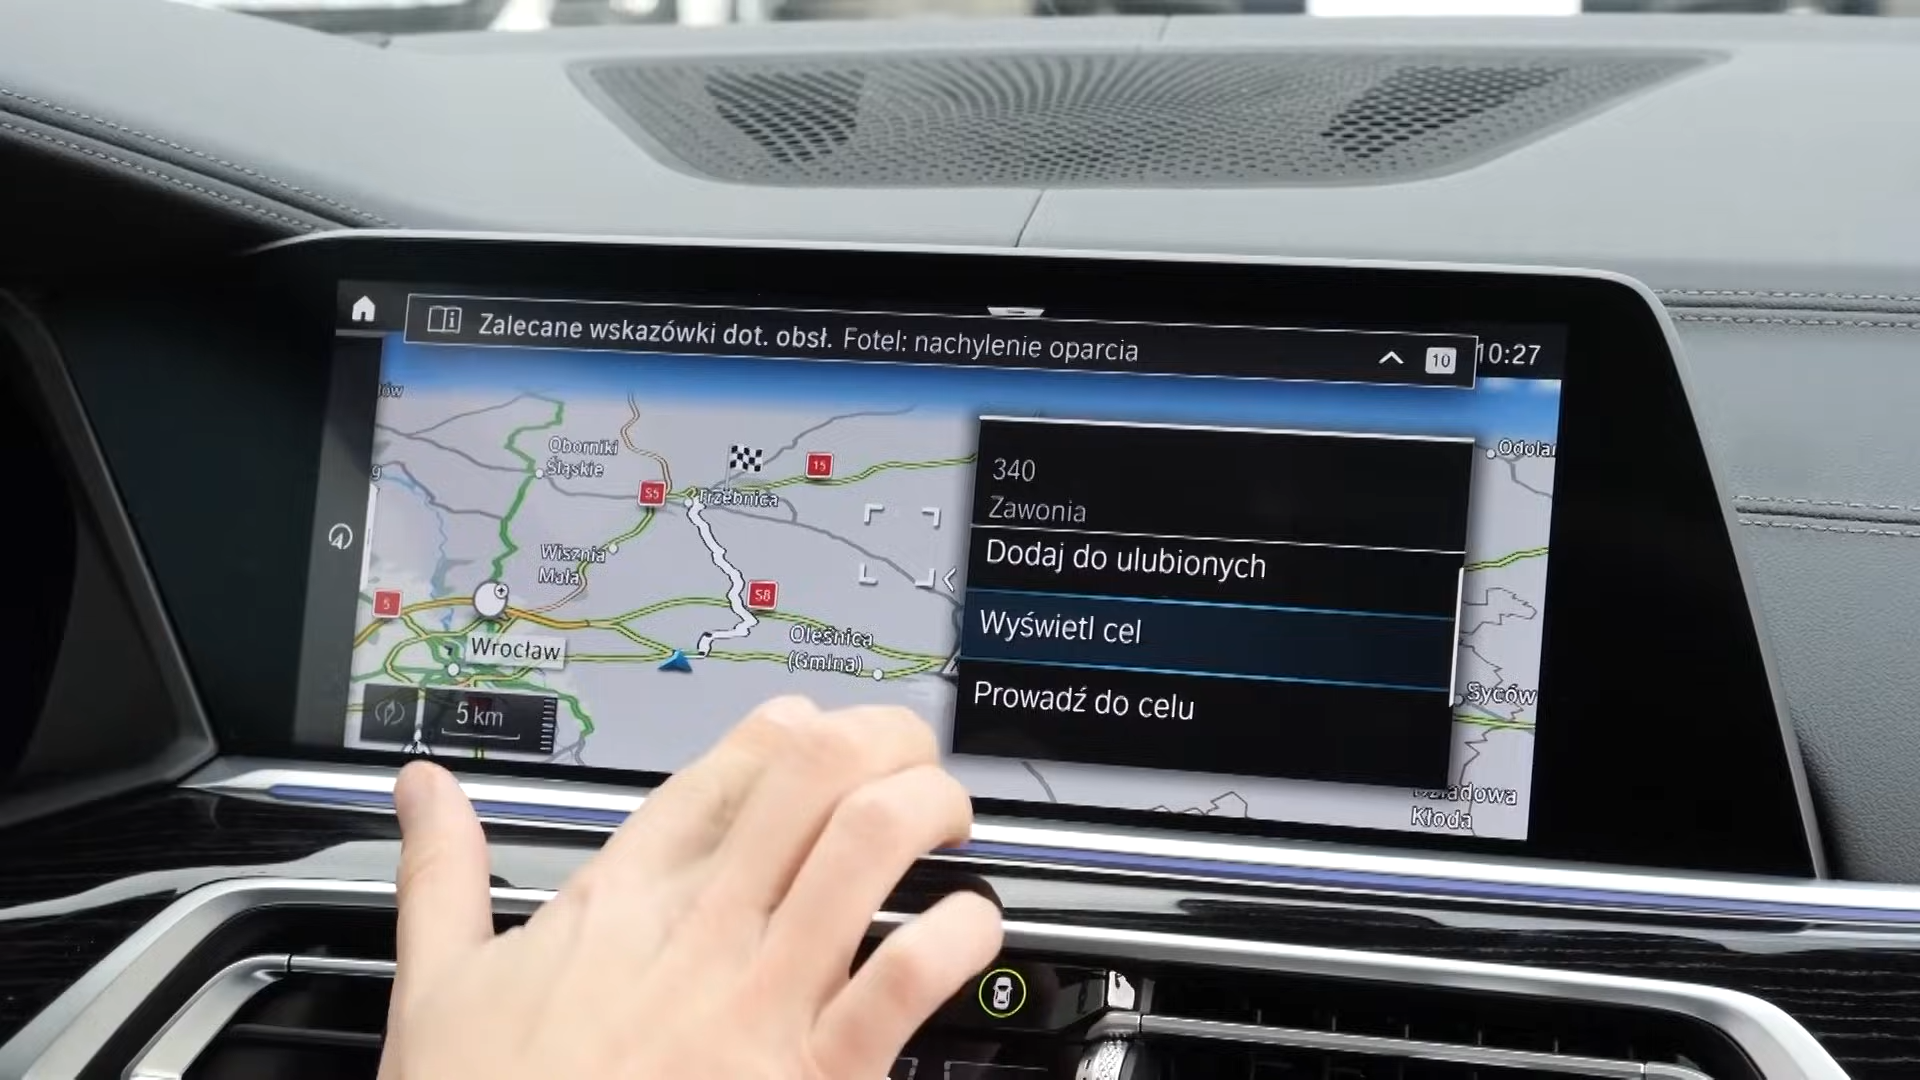 Zalecane wskazówki dot. obsł. Fotel: nachylenie oparcia
10
10:27
Oborniki
Śląskie
15
S5
Trzebnica
Wisznia
Mała
5
S8
Oleśnica
(Gmina)
Wrocław
5 km
340
Zawonia
Dodaj do ulubionych
Wyświetl cel
Prowadź do celu
Syców
Kłoda